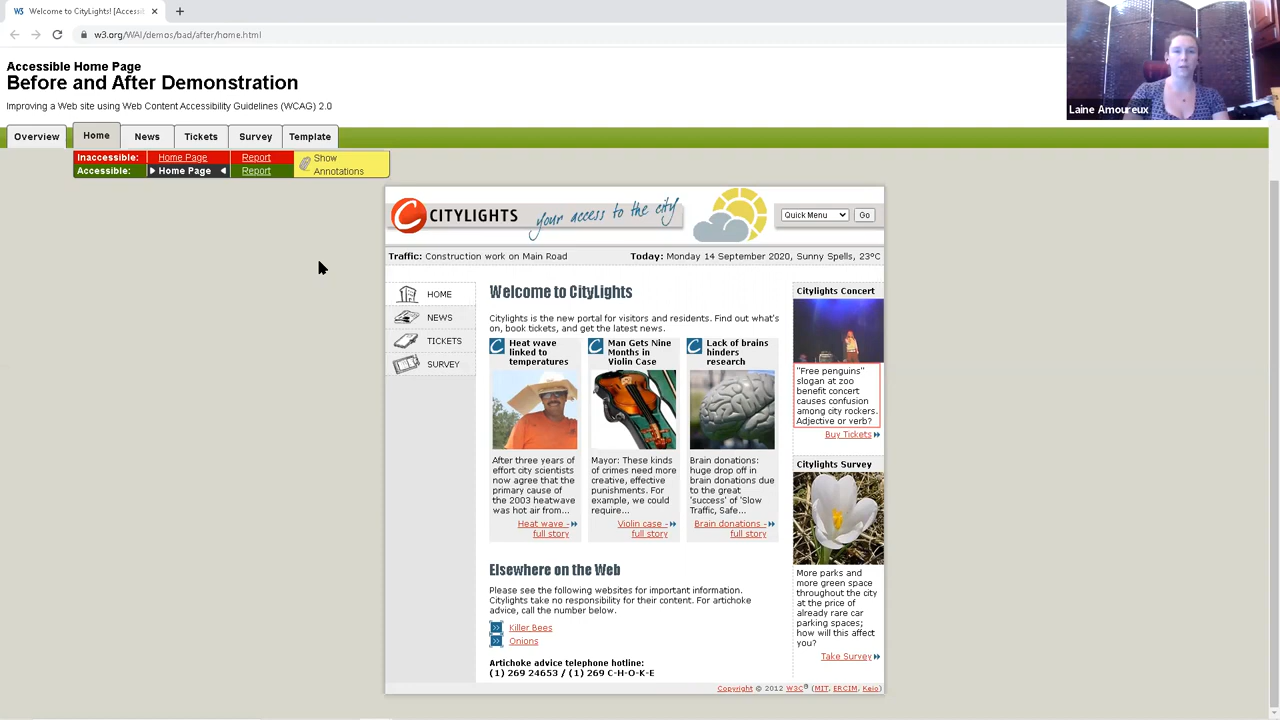 Welcome to CityLights! [Accessi
w3.org/WAI/demos/bad/after/home.html
Laine Amoureux
Accessible Home Page
Before and After Demonstration
Improving a Web site using Web Content Accessibility Guidelines (WCAG) 2.0
Overview Home News Tickets Survey Template
Inaccessible: Home Page Report Show
Accessible: Home Page Report Annotations
CITYLIGHTS your access to the city Quick Menu Go
Traffic: Construction work on Main Road Today: Monday 14 September 2020, Sunny Spells, 23ºC
HOME
NEWS
TICKETS
SURVEY
Welcome to CityLights
Citylights is the new portal for visitors and residents. Find out what's
on, book tickets, and get the latest news.
Heat wave
linked to
temperatures
After three years of
effort city scientists
now agree that the
primary cause of
the 2003 heatwave
was hot air from...
Heat wave -
full story
Man Gets Nine
Months in
Violin Case
Mayor: These kinds
of crimes need more
creative, effective
punishments. For
example, we could
require...
Violin case -
full story
Lack of brains
hinders
research
Brain donations:
huge drop off in
brain donations due
to the great
'success' of 'Slow
Traffic, Safe...
Brain donations -
full story
Elsewhere on the Web
Please see the following websites for important information.
Citylights take no responsibility for their content. For artichoke
advice, call the number below.
Killer Bees
Onions
Artichoke advice telephone hotline:
(1) 269 24653 / (1) 269 C-H-O-K-E
Citylights Concert
"Free penguins"
slogan at zoo
benefit concert
causes confusion
among city rockers.
Adjective or verb?
Buy Tickets
Citylights Survey
More parks and
more green space
throughout the city
at the price of
already rare car
parking spaces;
how will this affect
you?
Take Survey
Copyright © 2012 W3C® (MIT, ERCIM, Keio)